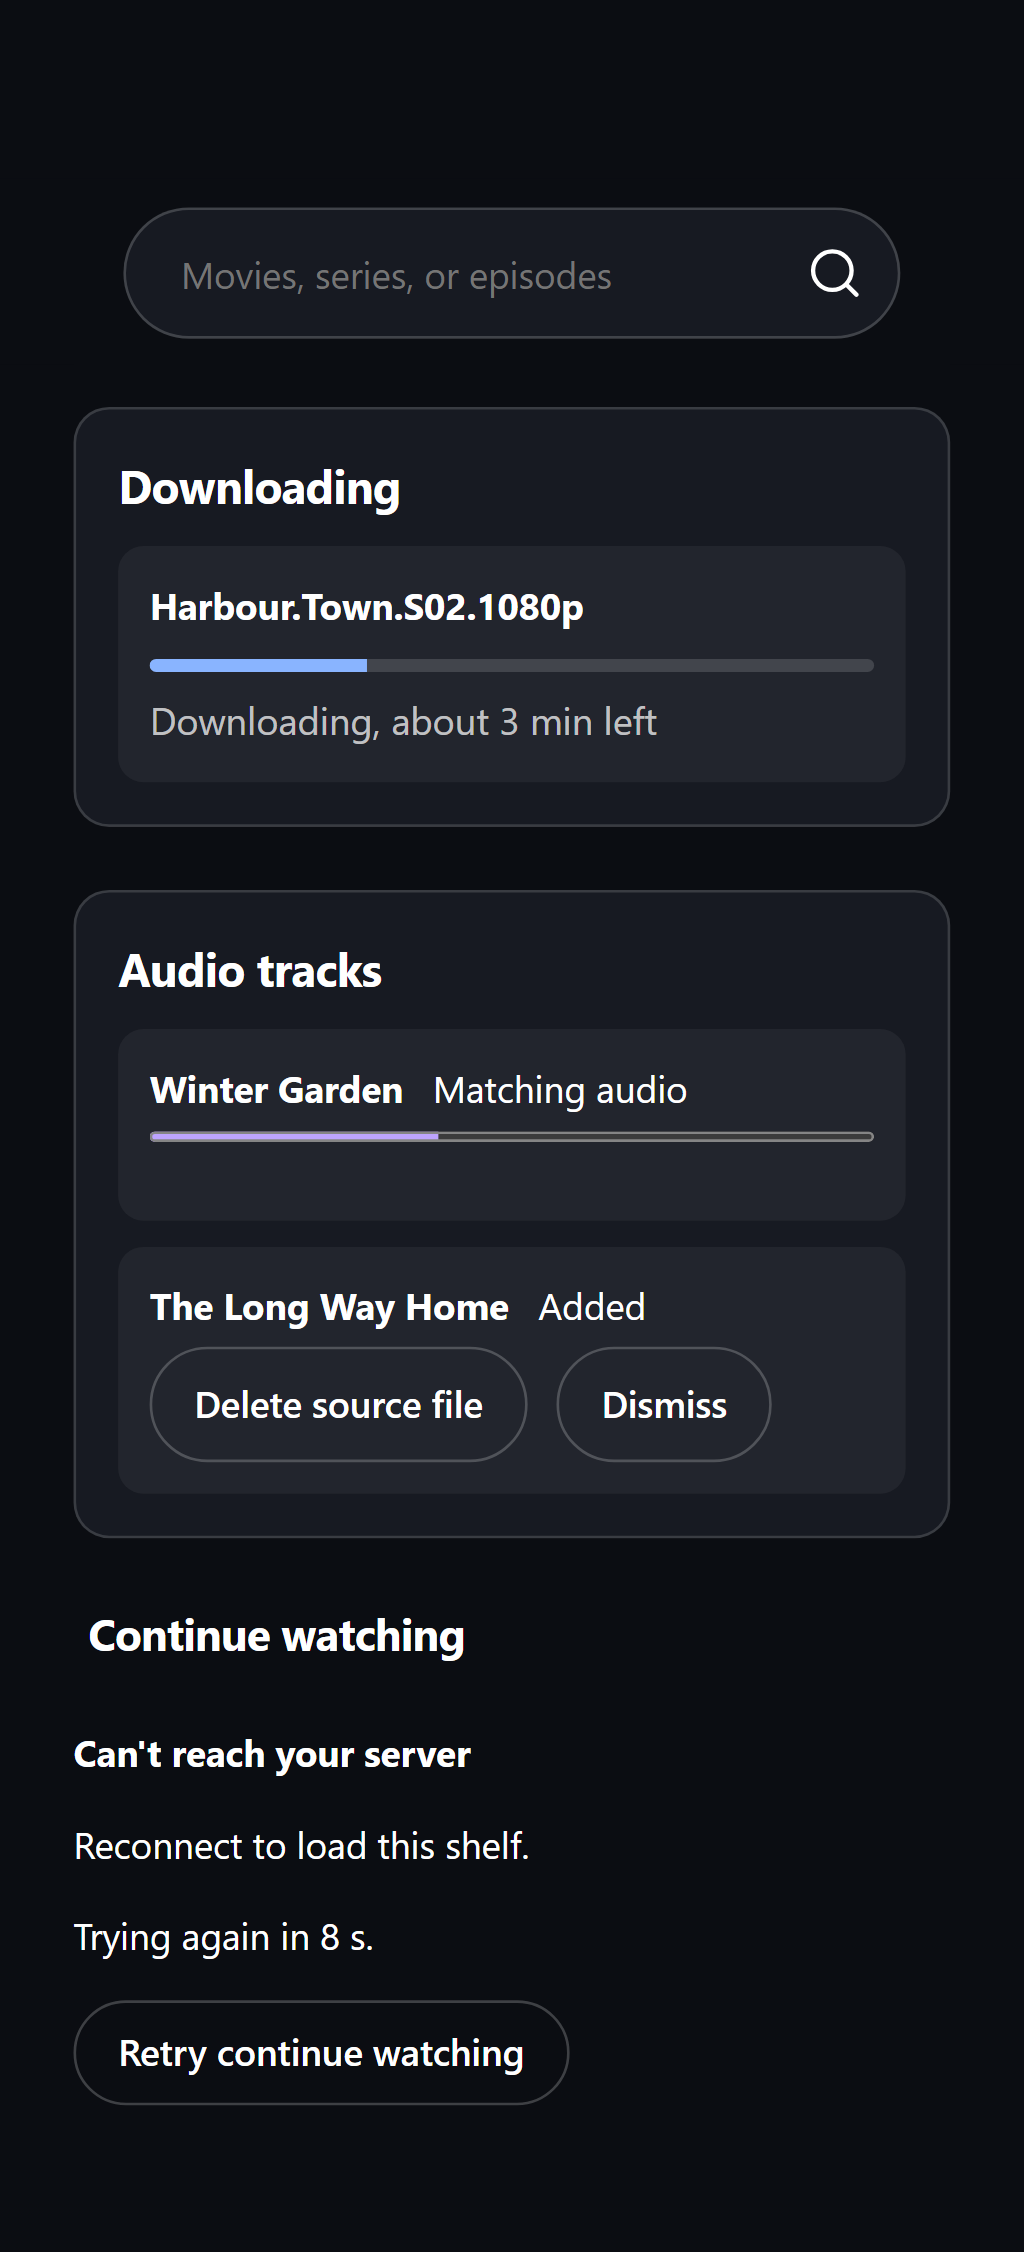 Movies, series, or episodes
Downloading
Harbour.Town.S02.1080p
Downloading, about 3 min left
Audio tracks
Winter Garden Matching audio
The Long Way Home Added
Delete source file Dismiss
Continue watching
Can't reach your server
Reconnect to load this shelf.
Trying again in 8 s.
Retry continue watching